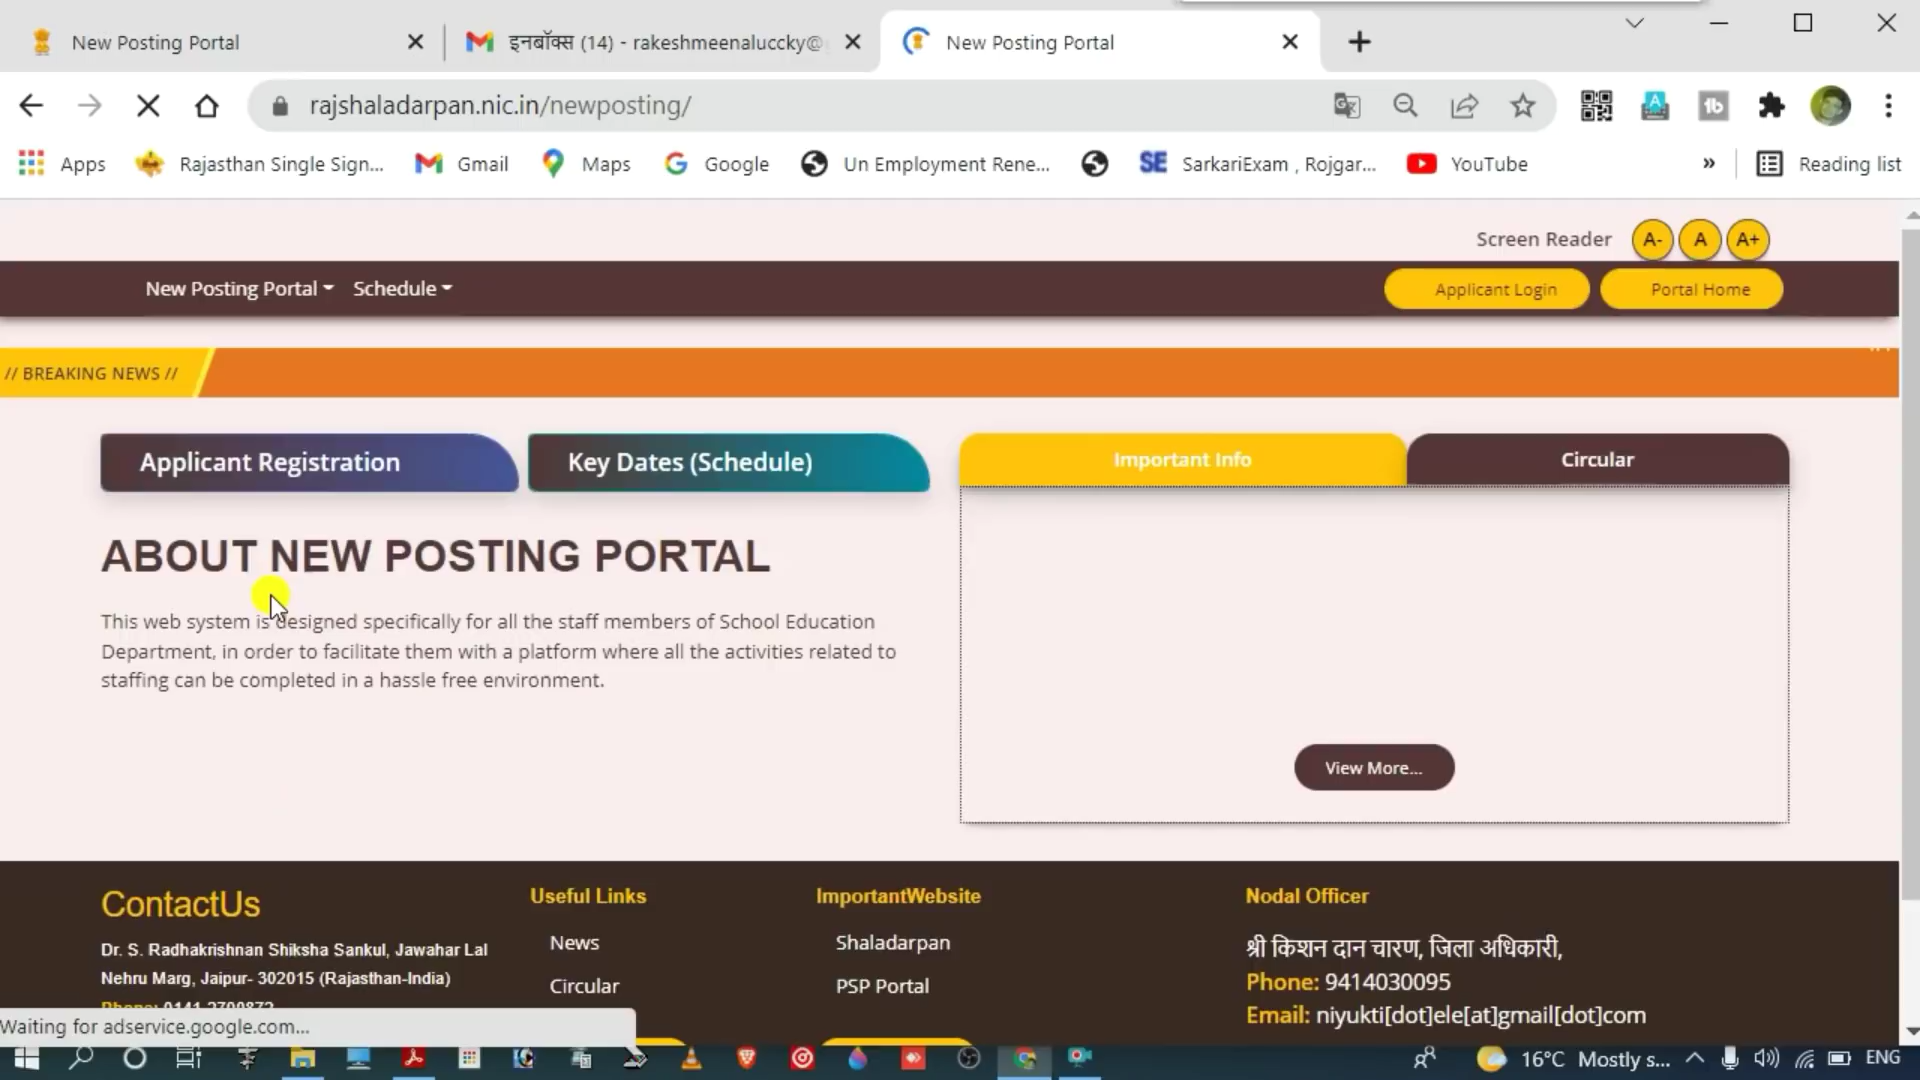 New Posting Portal
इनबॉक्स (14) - rakeshmeenaluccky@
New Posting Portal
rajshaladarpan.nic.in/newposting/
Apps
Rajasthan Single Sign...
Gmail
Maps
Google
Un Employment Rene...
SE SarkariExam , Rojgar...
YouTube
»
Reading list
Screen Reader A- A A+
New Posting Portal Schedule Applicant Login Portal Home
// BREAKING NEWS //
Applicant Registration
Key Dates (Schedule)
Important Info
Circular
ABOUT NEW POSTING PORTAL
This web system is designed specifically for all the staff members of School Education
Department, in order to facilitate them with a platform where all the activities related to
staffing can be completed in a hassle free environment.
View More...
ContactUs
Dr. S. Radhakrishnan Shiksha Sankul, Jawahar Lal
Nehru Marg, Jaipur- 302015 (Rajasthan-India)
Useful Links
News
Circular
ImportantWebsite
Shaladarpan
PSP Portal
Nodal Officer
श्री किशन दान चारण, जिला अधिकारी,
Phone: 9414030095
Email: niyukti[dot]ele[at]gmail[dot]com
Waiting for adservice.google.com...
16°C Mostly s... ENG